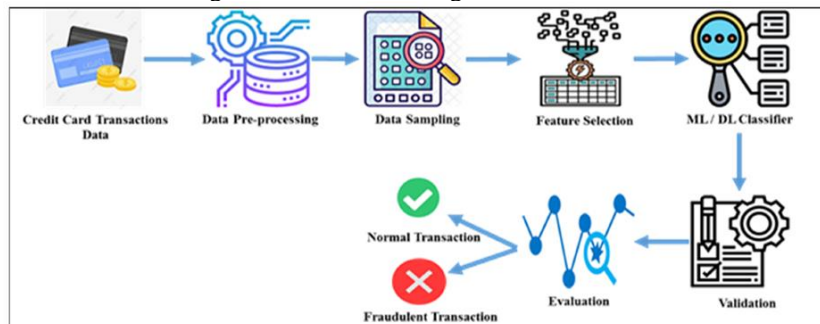 Credit Card Transactions
Data
Data Pre-processing
Data Sampling
Feature Selection
ML / DL Classifier
Normal Transaction
Fraudulent Transaction
Evaluation
Validation